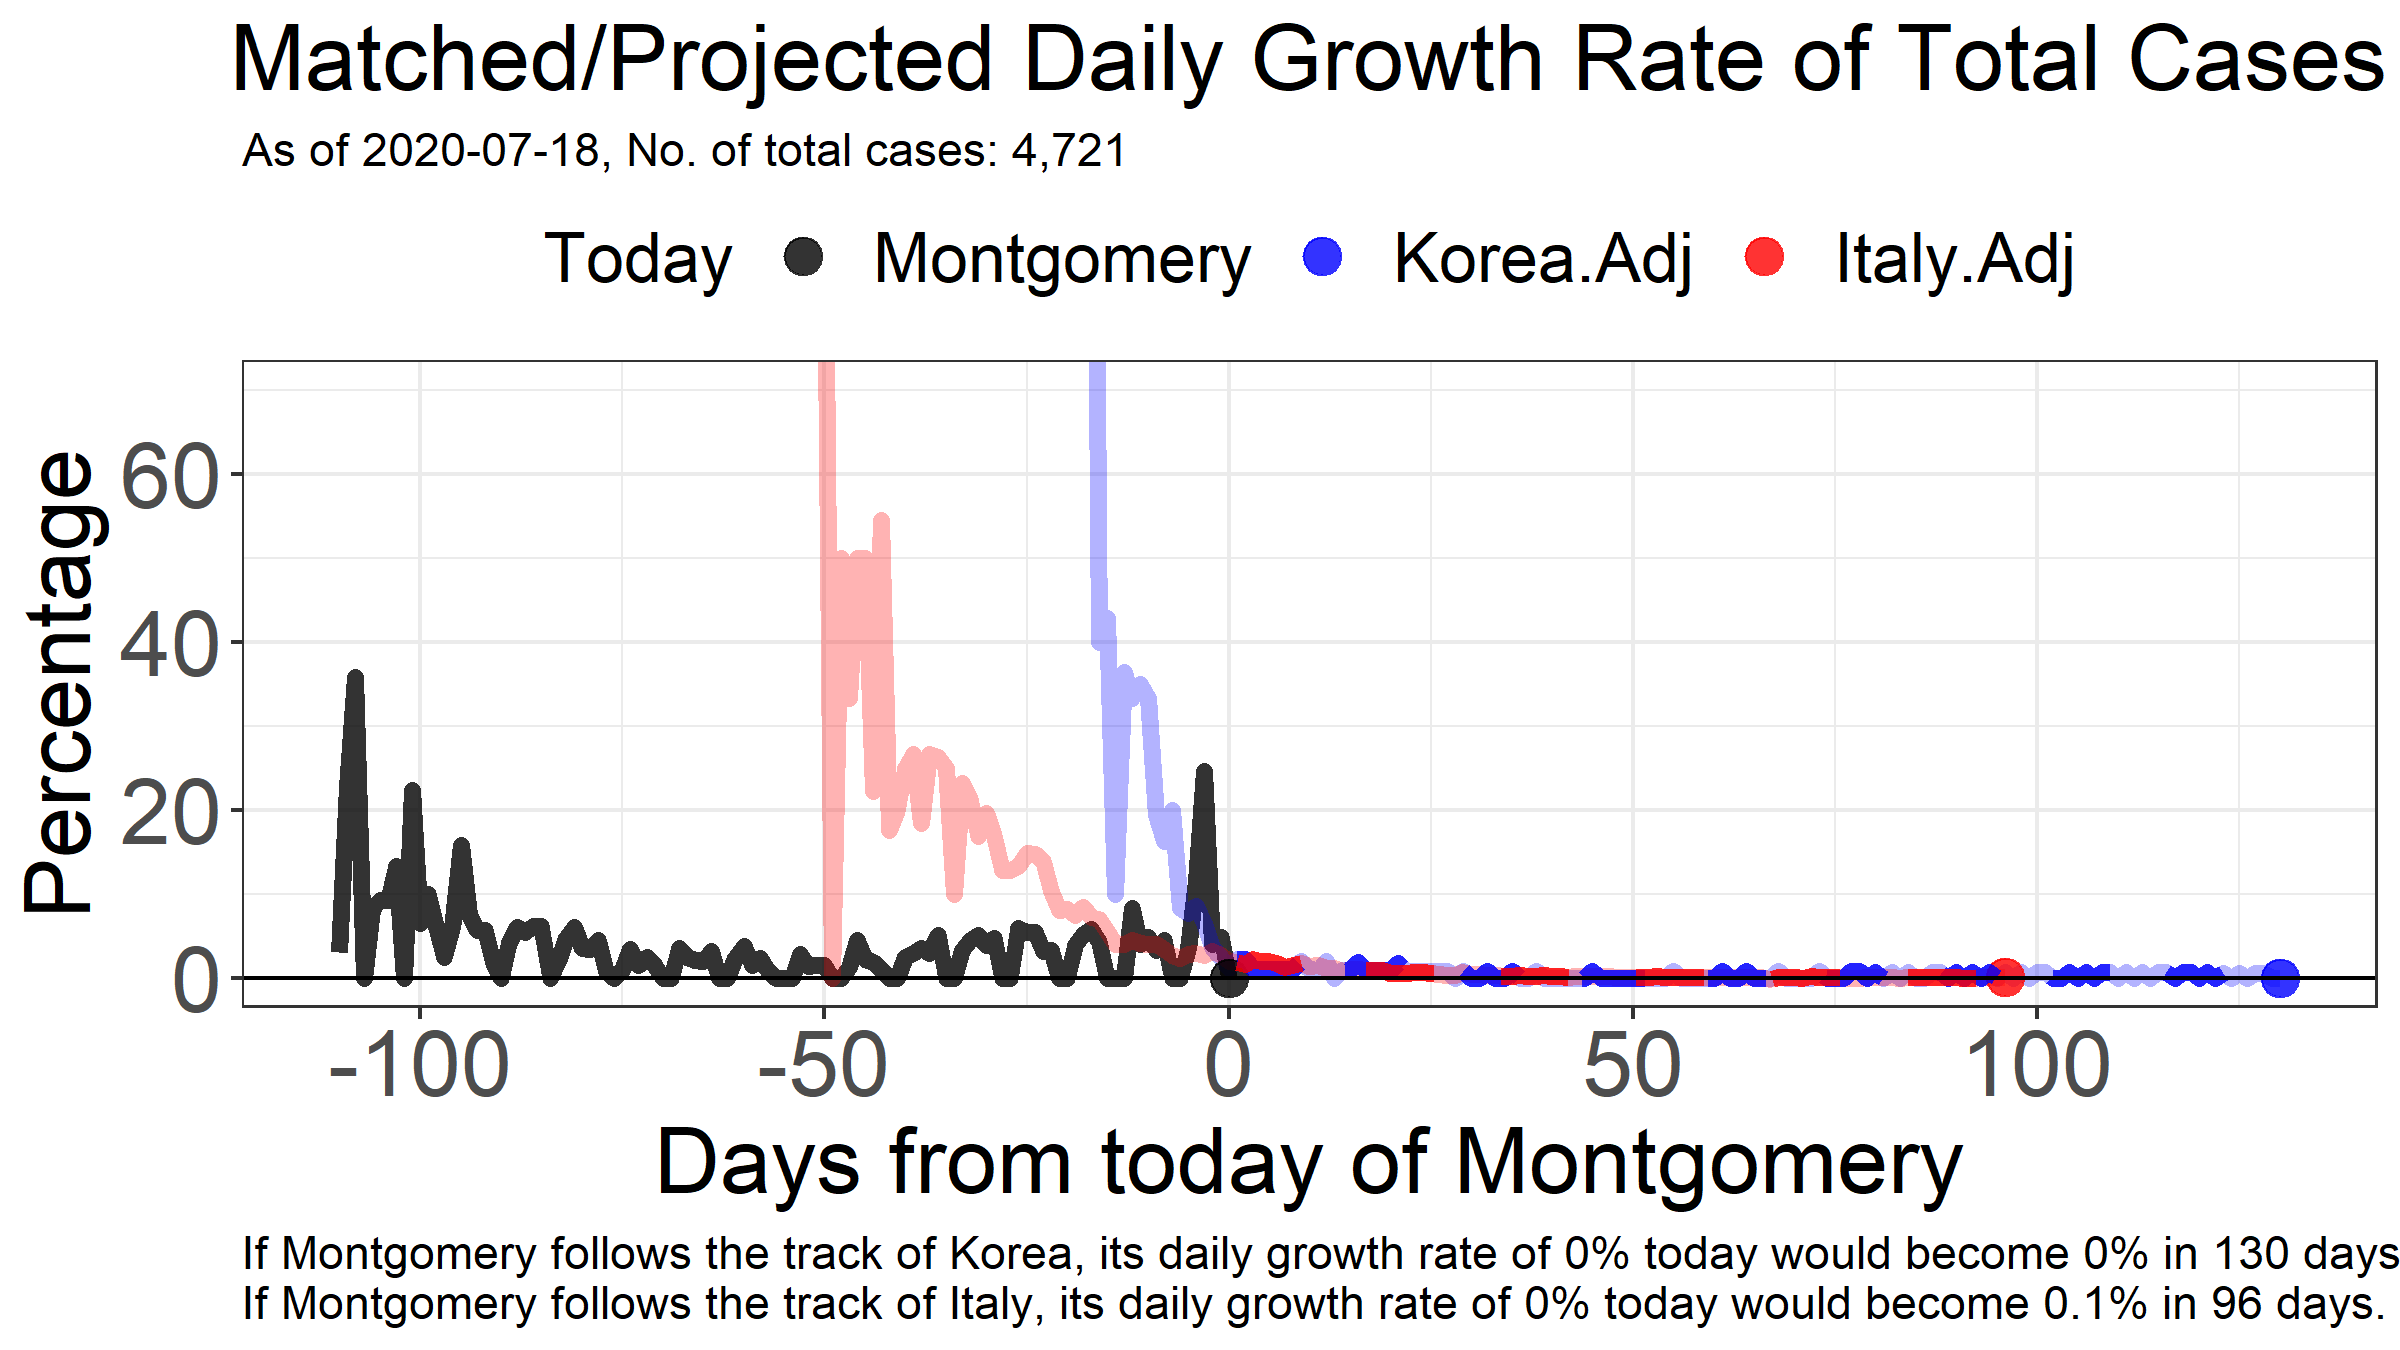 Matched/Projected Daily Growth Rate of Total Cases
As of 2020-07-18, No. of total cases: 4,721
Today Montgomery Korea.Adj Italy.Adj
Percentage
60
40
20
0
-100 -50 0 50 100
Days from today of Montgomery
If Montgomery follows the track of Korea, its daily growth rate of 0% today would become 0% in 130 days
If Montgomery follows the track of Italy, its daily growth rate of 0% today would become 0.1% in 96 days.